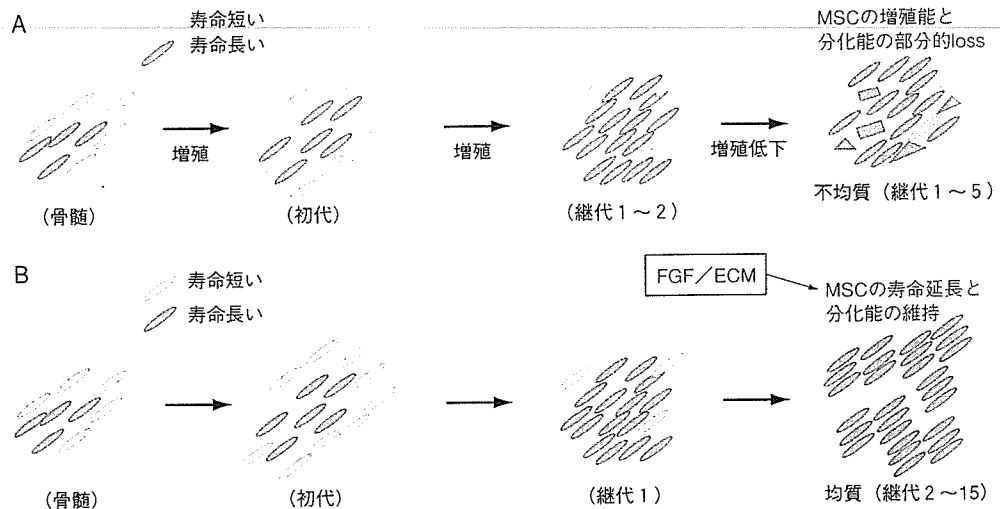 A
寿命短い
寿命長い
MSCの増殖能と
分化能の部分的loss
増殖
増殖
増殖低下
(骨髄)
(初代)
(継代1〜2)
不均質(継代1〜5)
B
寿命短い
寿命長い
FGF/ECM
MSCの寿命延長と
分化能の維持
(骨髄)
(初代)
(継代1)
均質(継代2〜15)